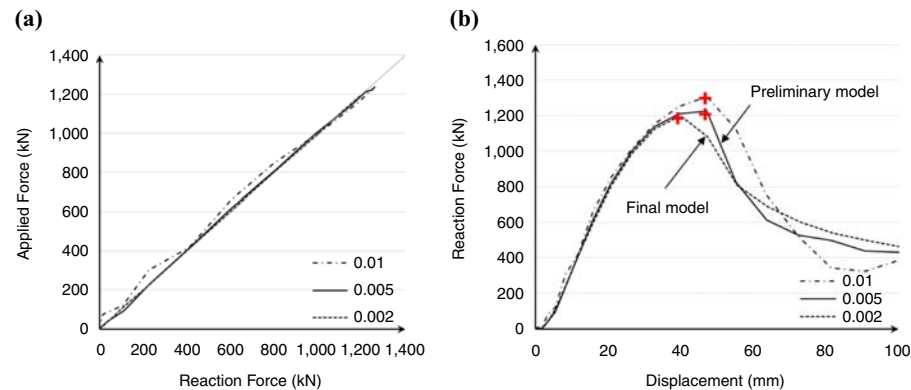 (a)
Applied Force (kN)
1,400
1,200
1,000
800
600
400
200
0
0 200 400 600 800 1,000 1,200 1,400
Reaction Force (kN)
0.01
0.005
0.002
(b)
Reaction Force (kN)
1,600
1,400
1,200
1,000
800
600
400
200
0
0 20 40 60 80 100
Displacement (mm)
Preliminary model
Final model
0.01
0.005
0.002